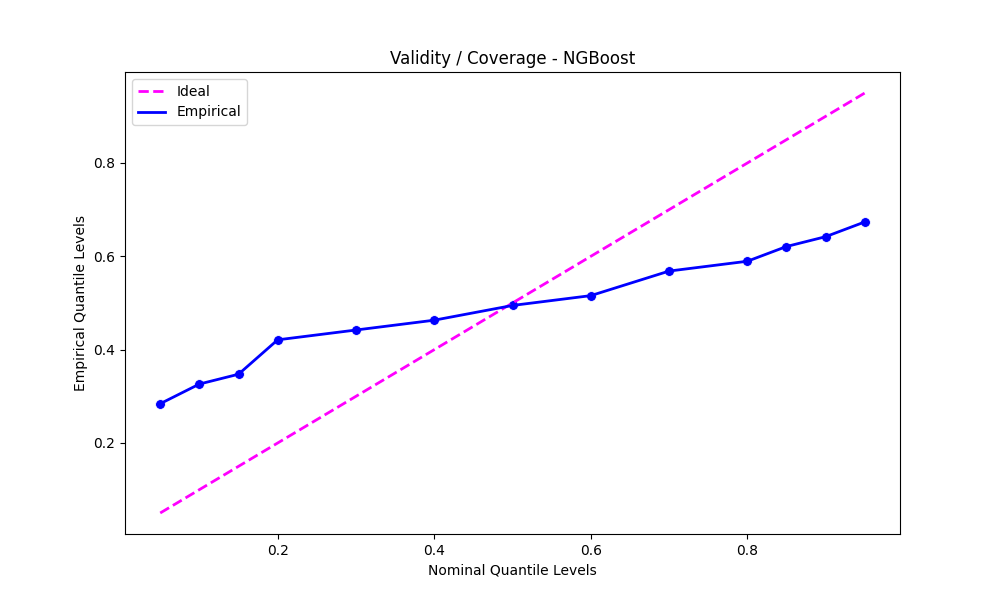 Validity / Coverage - NGBoost
Ideal
Empirical
Empirical Quantile Levels
0.8
0.6
0.4
0.2
0.2
0.4
0.6
0.8
Nominal Quantile Levels